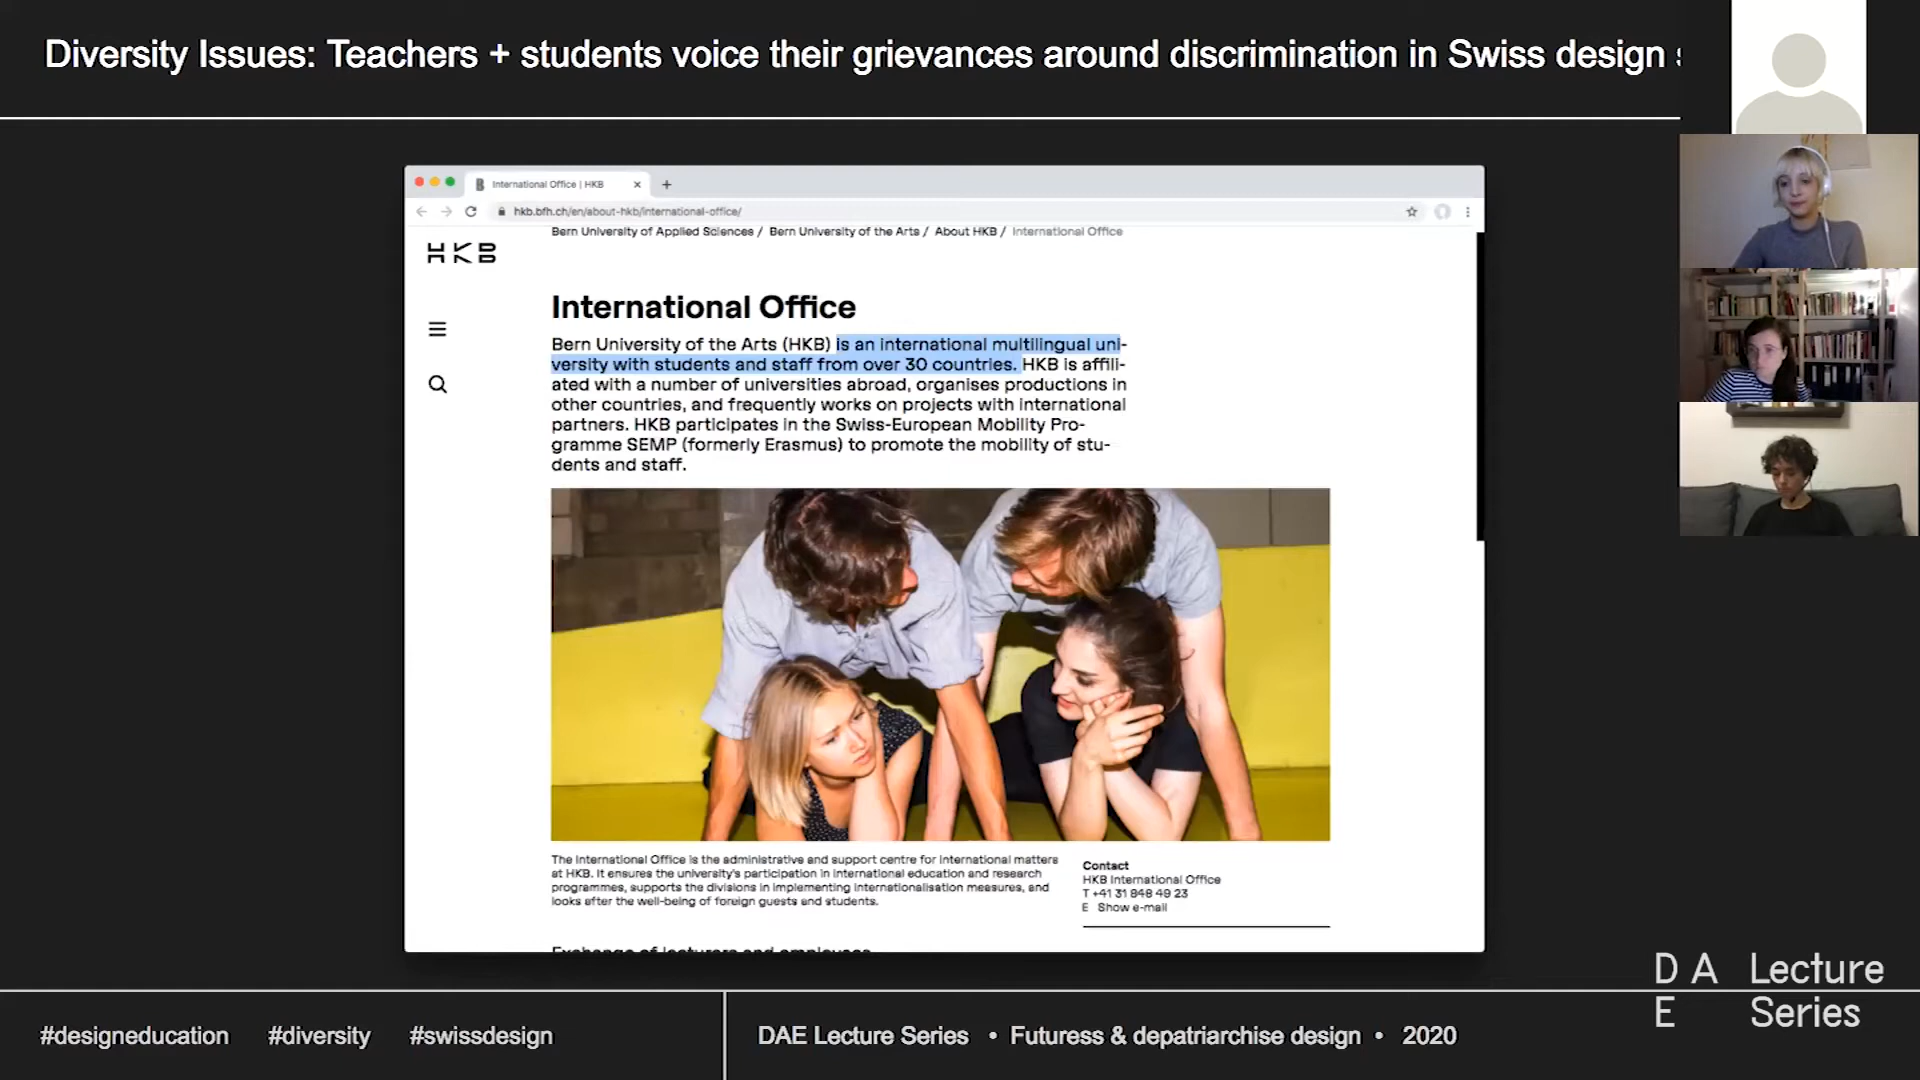 Diversity Issues: Teachers + students voice their grievances around discrimination in Swiss design
International Office | HKB
hkb.bfh.ch/en/about-hkb/international-office/
Bern University of Applied Sciences / Bern University of the Arts / About HKB / International Office
HKB
International Office
Bern University of the Arts (HKB) is an international multilingual uni-
versity with students and staff from over 30 countries. HKB is affili-
ated with a number of universities abroad, organises productions in
other countries, and frequently works on projects with international
partners. HKB participates in the Swiss-European Mobility Pro-
gramme SEMP (formerly Erasmus) to promote the mobility of stu-
dents and staff.
The International Office is the administrative and support centre for international matters
at HKB. It ensures the university's participation in international education and research
programmes, supports the divisions in implementing internationalisation measures, and
looks after the well-being of foreign guests and students.
Contact
HKB International Office
T +41 31 848 49 23
E Show e-mail
Exchange of lecturers and employees
DAE Lecture
Series
#designeducation #diversity #swissdesign
DAE Lecture Series • Futuress & depatriarchise design • 2020